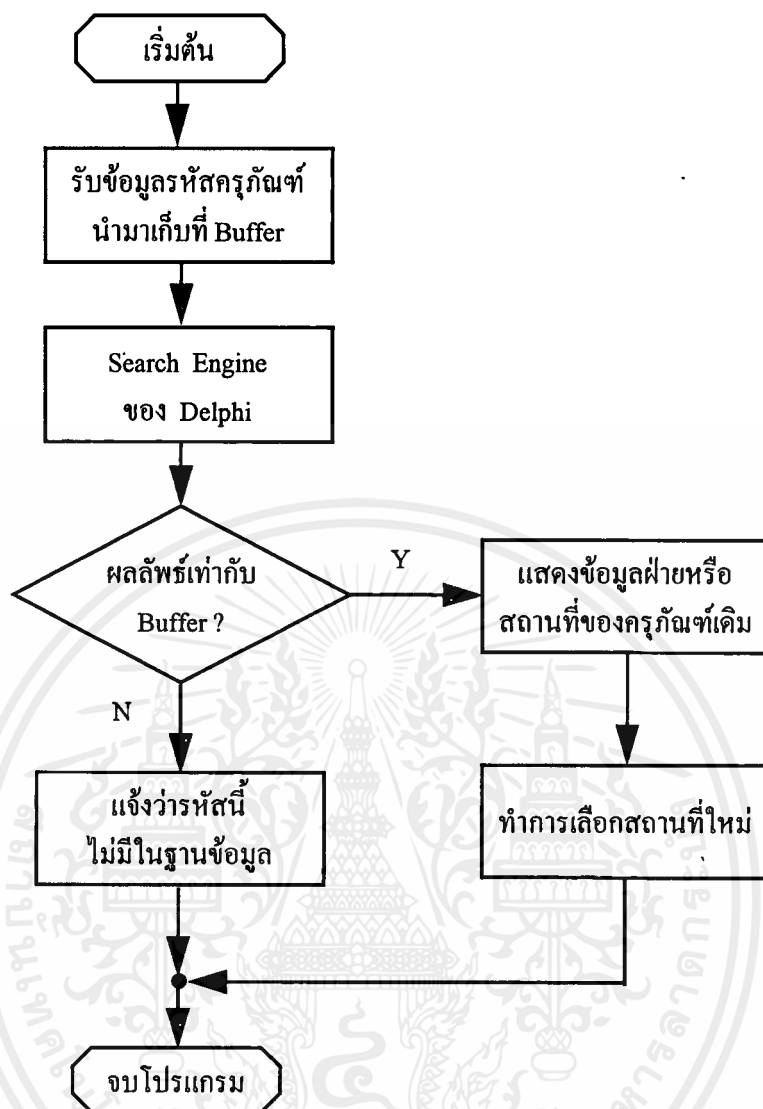 เริ่มต้น
รับข้อมูลรหัสครุภัณฑ์
นำมาเก็บที่ Buffer
Search Engine
ของ Delphi
ผลลัพธ์เท่ากับ
Buffer ?
Y
แสดงข้อมูลฝ่ายหรือ
สถานที่ของครุภัณฑ์เดิม
N
แจ้งว่ารหัสนี้
ไม่มีในฐานข้อมูล
ทำการเลือกสถานที่ใหม่
จบโปรแกรม